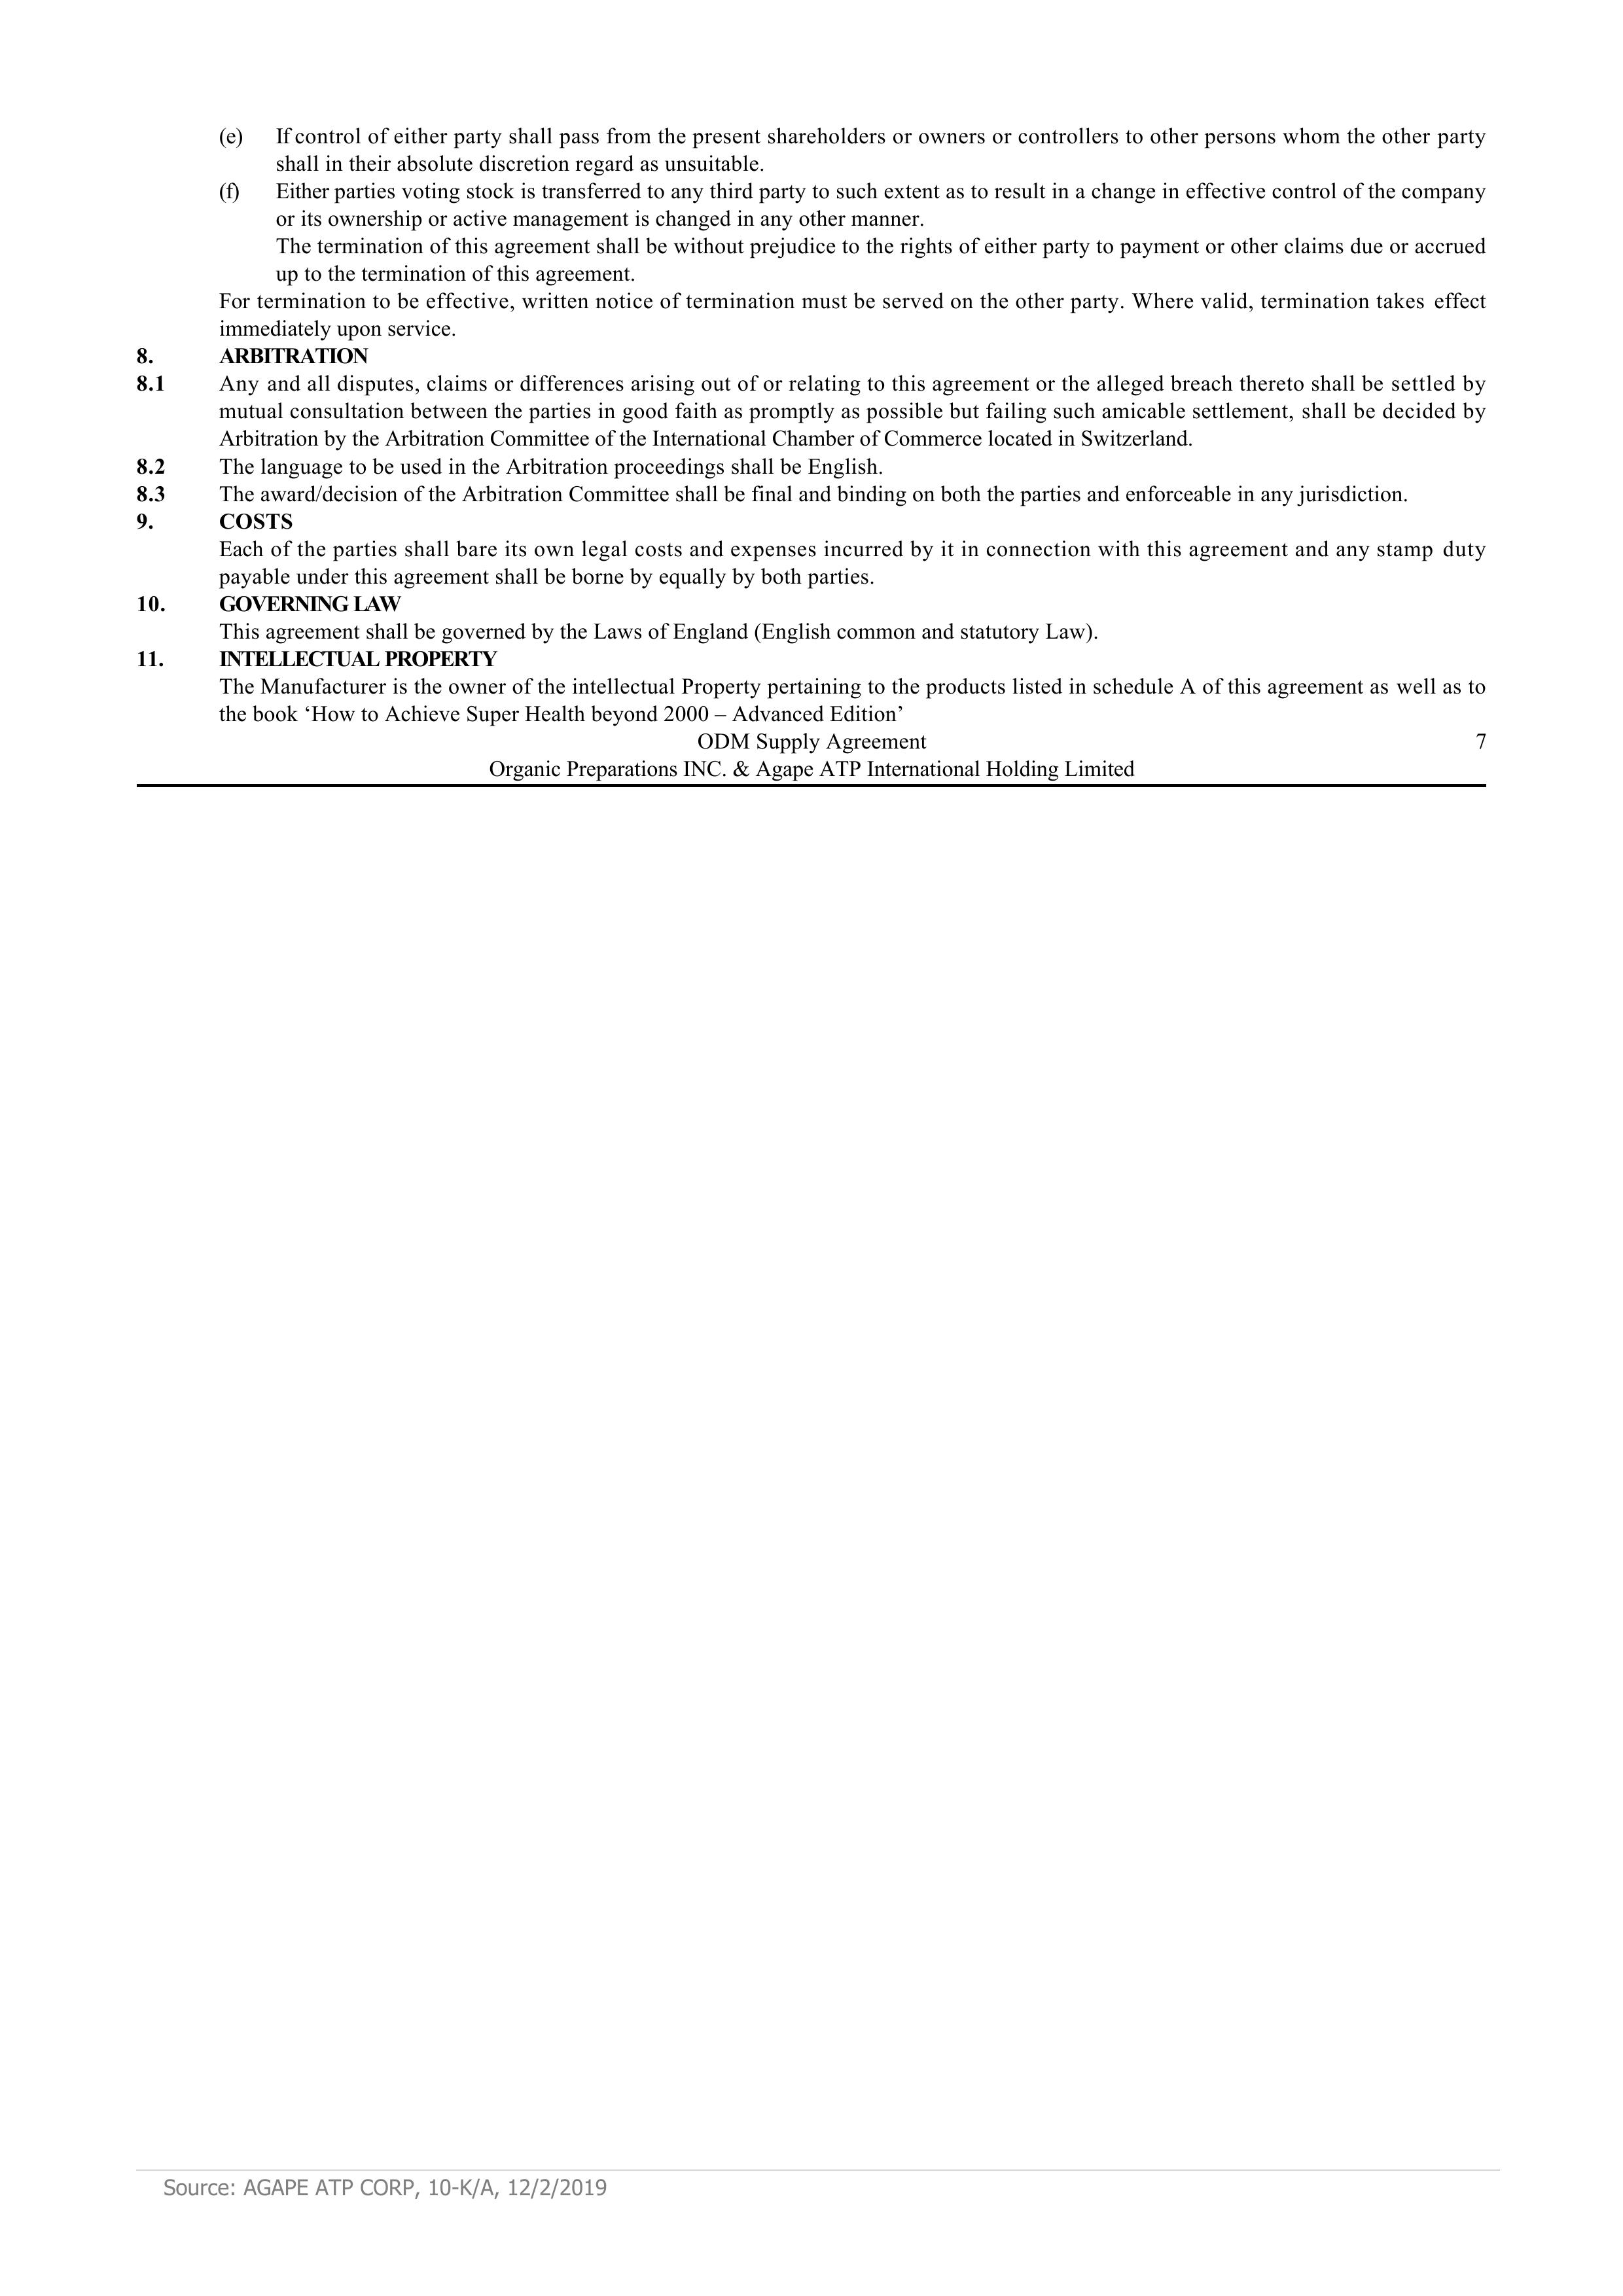 (e) If control of either party shall pass from the present shareholders or owners or controllers to other persons whom the other party
shall in their absolute discretion regard as unsuitable.
(f) Either parties voting stock is transferred to any third party to such extent as to result in a change in effective control of the company
or its ownership or active management is changed in any other manner.
The termination of this agreement shall be without prejudice to the rights of either party to payment or other claims due or accrued
up to the termination of this agreement.
For termination to be effective, written notice of termination must be served on the other party. Where valid, termination takes effect
immediately upon service.
8. ARBITRATION
8.1 Any and all disputes, claims or differences arising out of or relating to this agreement or the alleged breach thereto shall be settled by
mutual consultation between the parties in good faith as promptly as possible but failing such amicable settlement, shall be decided by
Arbitration by the Arbitration Committee of the International Chamber of Commerce located in Switzerland.
8.2 The language to be used in the Arbitration proceedings shall be English.
8.3 The award/decision of the Arbitration Committee shall be final and binding on both the parties and enforceable in any jurisdiction.
9. COSTS
Each of the parties shall bare its own legal costs and expenses incurred by it in connection with this agreement and any stamp duty
payable under this agreement shall be borne by equally by both parties.
10. GOVERNING LAW
This agreement shall be governed by the Laws of England (English common and statutory Law).
11. INTELLECTUAL PROPERTY
The Manufacturer is the owner of the intellectual Property pertaining to the products listed in schedule A of this agreement as well as to
the book ‘How to Achieve Super Health beyond 2000 – Advanced Edition’
ODM Supply Agreement 7
Organic Preparations INC. & Agape ATP International Holding Limited
Source: AGAPE ATP CORP, 10-K/A, 12/2/2019